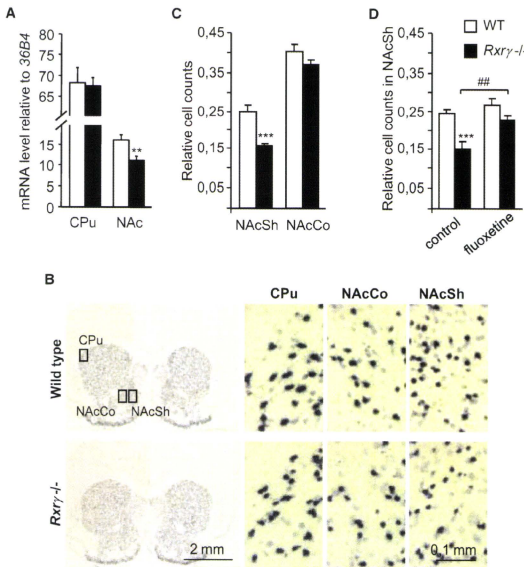 A
mRNA level relative to 36B4
70
65
60
15
10
5
0
CPu NAc
**
C
Relative cell counts
0,45
0,35
0,25
0,15
0,05
***
NAcSh NAcCo
D
WT
Rxrγ -/-
Relative cell counts in NAcSh
0,45
0,35
0,25
0,15
0,05
##
***
control
fluoxetine
B
CPu NAcCo NAcSh
Wild type
CPu
NAcCo NAcSh
Rxrγ -/-
2 mm
0,1 mm